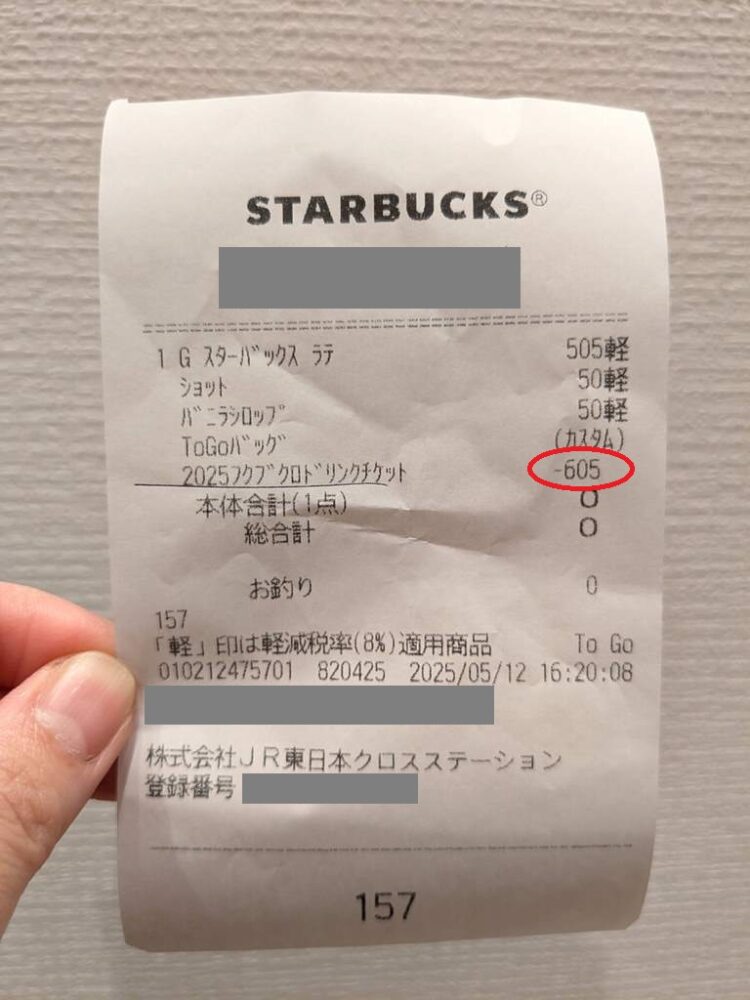 STARBUCKS®
1 G スターバックス ラテ 505軽
ショット 50軽
バニラシロップ 50軽
ToGoバッグ (カスタム)
2025フクブクロドリンクチケット -605
本体合計(1点) 0
総合計 0
お釣り 0
157
「軽」印は軽減税率(8%)適用商品 To Go
010212475701 820425 2025/05/12 16:20:08
株式会社JR東日本クロスステーション
登録番号
157